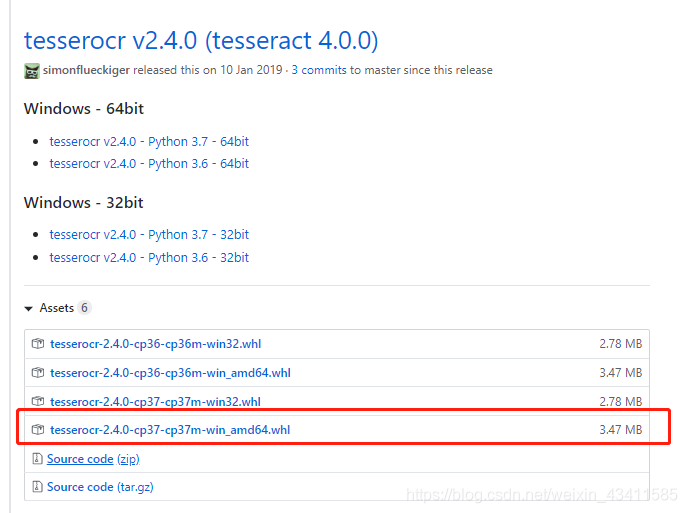 tesserocr v2.4.0 (tesseract 4.0.0)
simonflueckiger released this on 10 Jan 2019 · 3 commits to master since this release
Windows - 64bit
tesserocr v2.4.0 - Python 3.7 - 64bit
tesserocr v2.4.0 - Python 3.6 - 64bit
Windows - 32bit
tesserocr v2.4.0 - Python 3.7 - 32bit
tesserocr v2.4.0 - Python 3.6 - 32bit
Assets 6
tesserocr-2.4.0-cp36-cp36m-win32.whl 2.78 MB
tesserocr-2.4.0-cp36-cp36m-win_amd64.whl 3.47 MB
tesserocr-2.4.0-cp37-cp37m-win32.whl 2.78 MB
tesserocr-2.4.0-cp37-cp37m-win_amd64.whl 3.47 MB
Source code (zip)
Source code (tar.gz)
https://blog.csdn.net/weixin_43411585